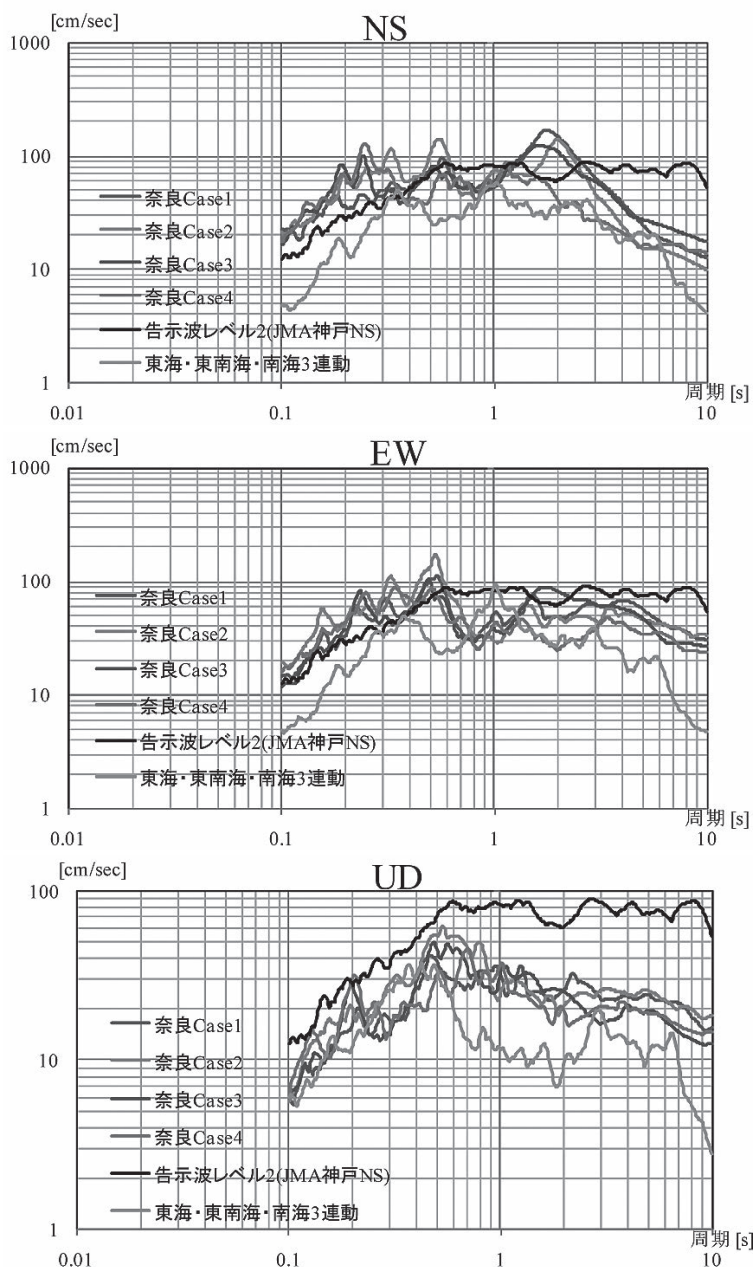 NS
[cm/sec]
1000
100
10
1
奈良Case1
奈良Case2
奈良Case3
奈良Case4
告示波レベル2(JMA神戸NS)
東海・東南海・南海3連動
周期 [s]
0.01
0.1
1
10
EW
[cm/sec]
1000
100
10
1
奈良Case1
奈良Case2
奈良Case3
奈良Case4
告示波レベル2(JMA神戸NS)
東海・東南海・南海3連動
周期 [s]
0.01
0.1
1
10
UD
[cm/sec]
100
10
1
奈良Case1
奈良Case2
奈良Case3
奈良Case4
告示波レベル2(JMA神戸NS)
東海・東南海・南海3連動
周期 [s]
0.01
0.1
1
10